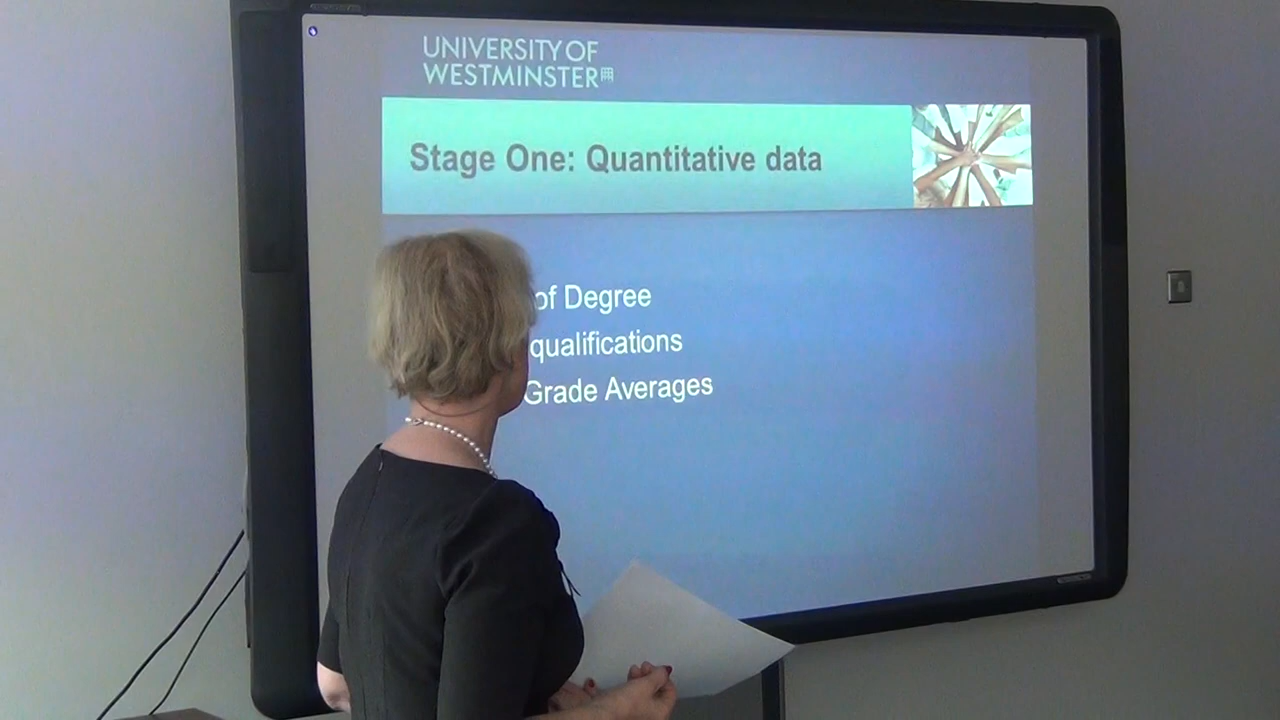 UNIVERSITY OF
WESTMINSTER
Stage One: Quantitative data
of Degree
qualifications
Grade Averages